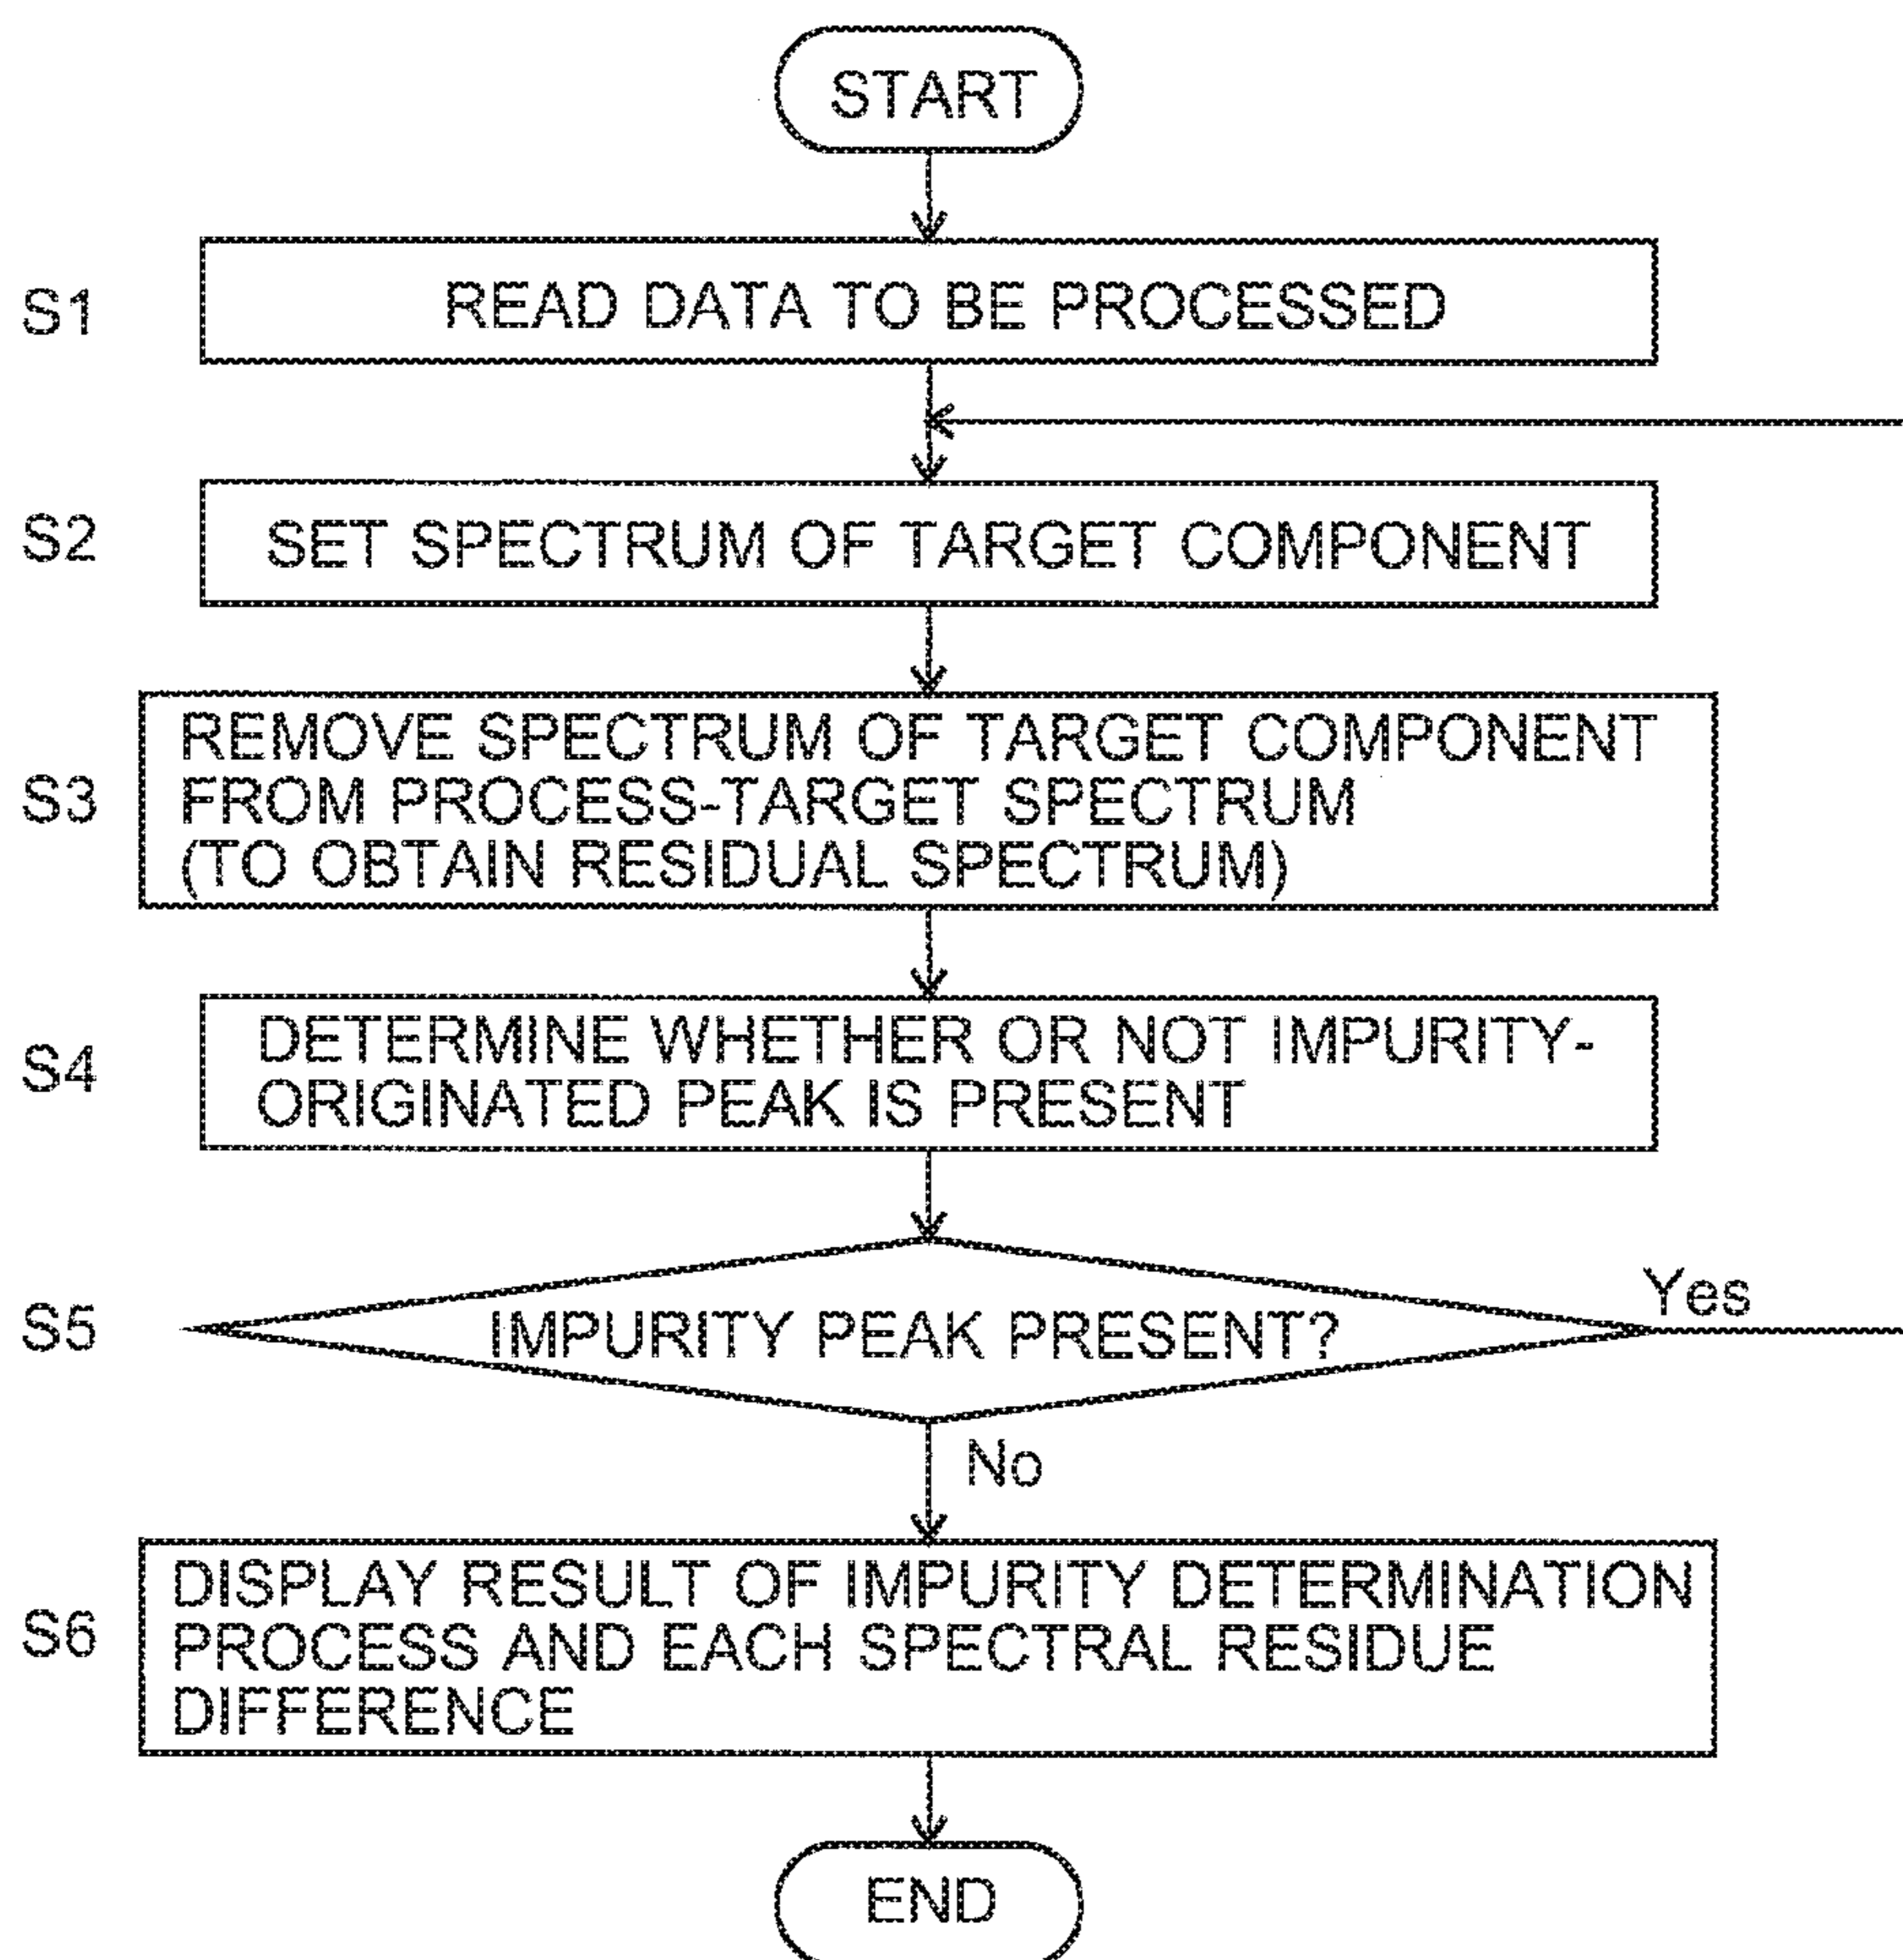 START
S1
READ DATA TO BE PROCESSED
S2
SET SPECTRUM OF TARGET COMPONENT
S3
REMOVE SPECTRUM OF TARGET COMPONENT
FROM PROCESS-TARGET SPECTRUM
(TO OBTAIN RESIDUAL SPECTRUM)
S4
DETERMINE WHETHER OR NOT IMPURITY-
ORIGINATED PEAK IS PRESENT
S5
IMPURITY PEAK PRESENT?
Yes
No
S6
DISPLAY RESULT OF IMPURITY DETERMINATION
PROCESS AND EACH SPECTRAL RESIDUE
DIFFERENCE
END